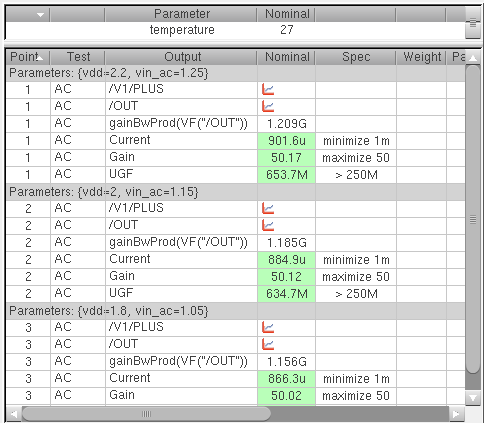 Parameter Nominal
temperature 27
Point Test Output Nominal Spec Weight Pa
Parameters: {vdd=2.2, vin_ac=1.25}
1 AC /V1/PLUS
1 AC /OUT
1 AC gainBwProd(VF("/OUT")) 1.209G
1 AC Current 901.6u minimize 1m
1 AC Gain 50.17 maximize 50
1 AC UGF 653.7M > 250M
Parameters: {vdd=2, vin_ac=1.15}
2 AC /V1/PLUS
2 AC /OUT
2 AC gainBwProd(VF("/OUT")) 1.185G
2 AC Current 884.9u minimize 1m
2 AC Gain 50.12 maximize 50
2 AC UGF 634.7M > 250M
Parameters: {vdd=1.8, vin_ac=1.05}
3 AC /V1/PLUS
3 AC /OUT
3 AC gainBwProd(VF("/OUT")) 1.156G
3 AC Current 866.3u minimize 1m
3 AC Gain 50.02 maximize 50